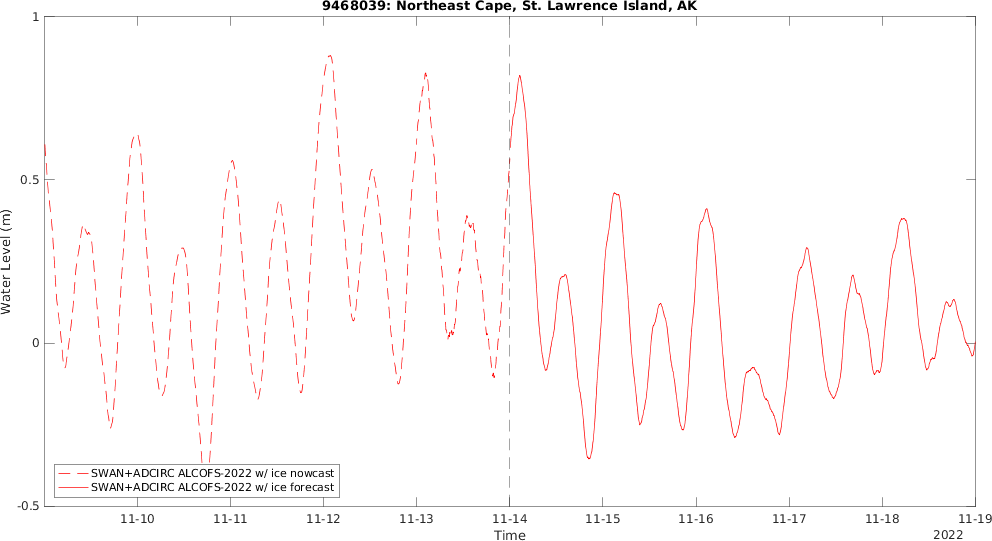 9468039: Northeast Cape, St. Lawrence Island, AK
Water Level (m)
1
0.5
0
-0.5
SWAN+ADCIRC ALCOFS-2022 w/ ice nowcast
SWAN+ADCIRC ALCOFS-2022 w/ ice forecast
11-10 11-11 11-12 11-13 11-14 11-15 11-16 11-17 11-18 11-19
Time
2022